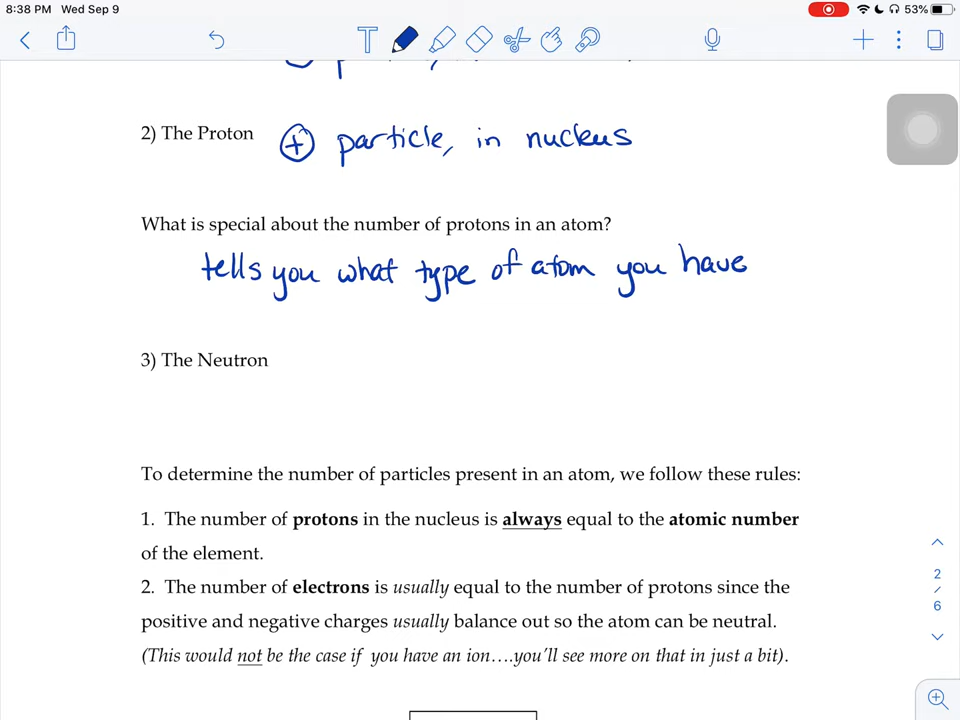 8:38 PM Wed Sep 9 53%
T
2) The Proton + particle, in nucleus
What is special about the number of protons in an atom?
tells you what type of atom you have
3) The Neutron
To determine the number of particles present in an atom, we follow these rules:
1. The number of protons in the nucleus is always equal to the atomic number
of the element.
2
/
6
2. The number of electrons is usually equal to the number of protons since the
positive and negative charges usually balance out so the atom can be neutral.
(This would not be the case if you have an ion....you'll see more on that in just a bit).